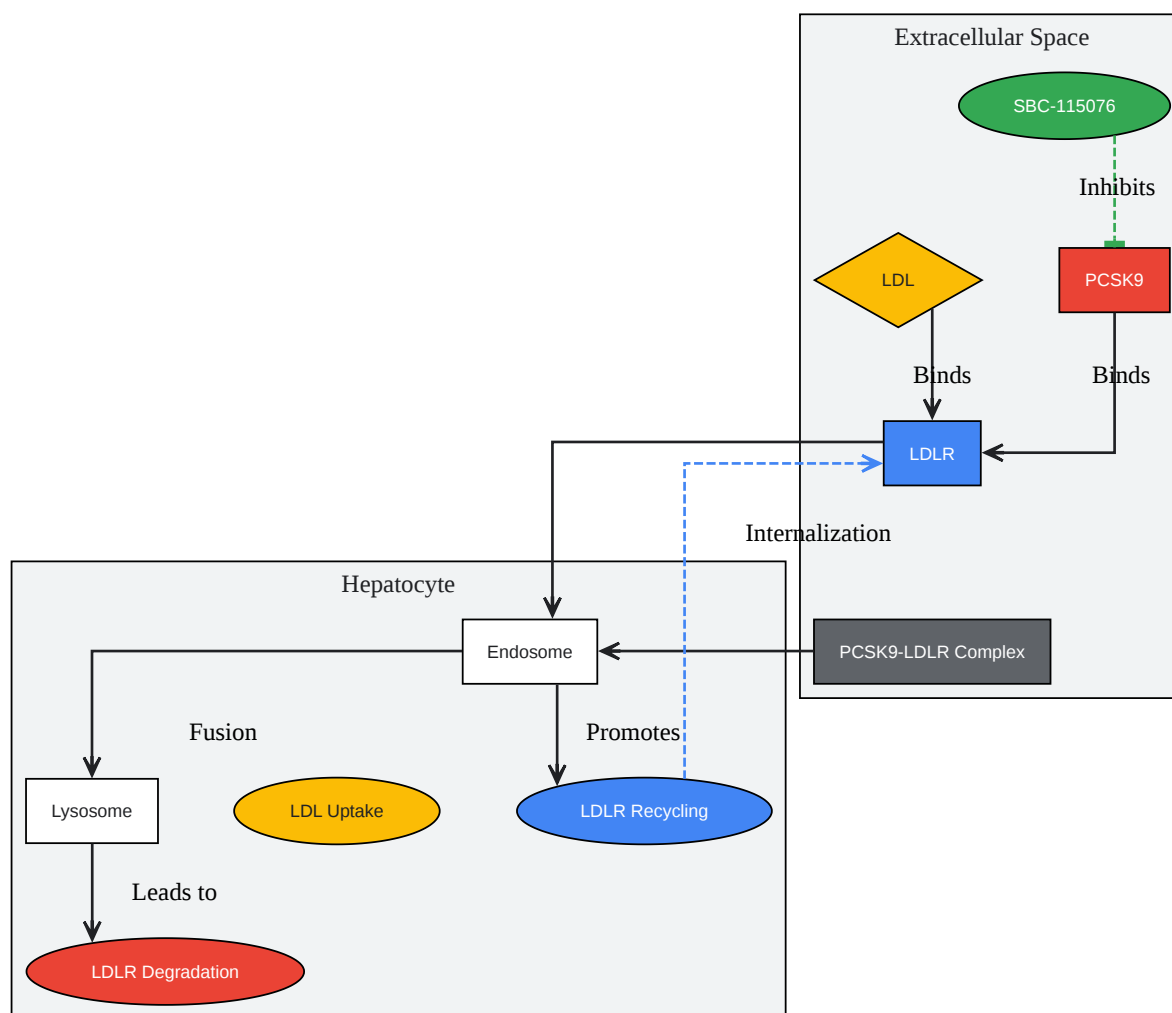 Extracellular Space
SBC-115076
Inhibits
LDL
PCSK9
Binds
Binds
LDLR
Internalization
Hepatocyte
Endosome
PCSK9-LDLR Complex
Fusion
Promotes
Lysosome
LDL Uptake
LDLR Recycling
Leads to
LDLR Degradation